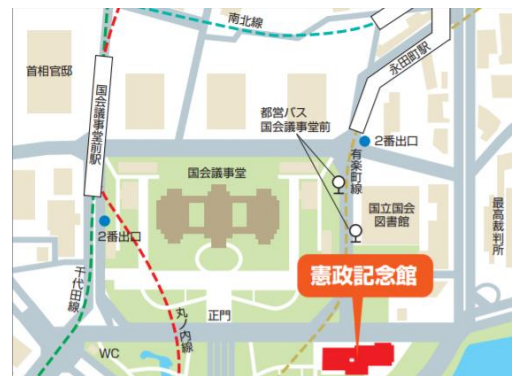 南北線
永田町駅
首相官邸
国会議事堂前駅
都営バス
国会議事堂前
2番出口
国会議事堂
有楽町線
国立国会
図書館
最高裁判所
2番出口
憲政記念館
千代田線
丸ノ内線
正門
WC